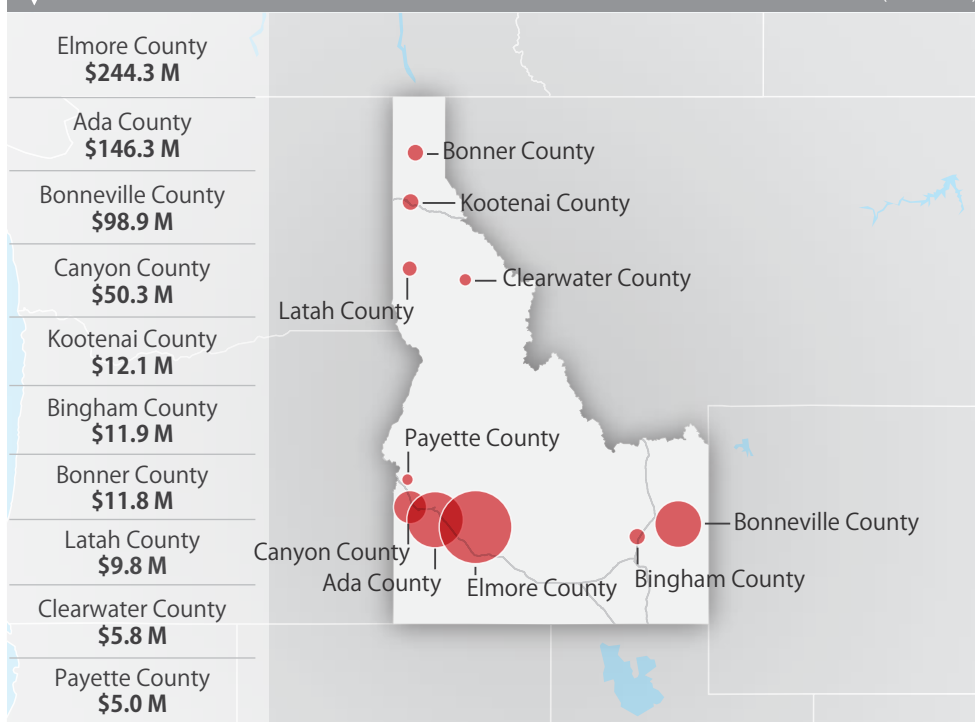 Elmore County
$244.3 M
Ada County
$146.3 M
Bonneville County
$98.9 M
Canyon County
$50.3 M
Kootenai County
$12.1 M
Bingham County
$11.9 M
Bonner County
$11.8 M
Latah County
$9.8 M
Clearwater County
$5.8 M
Payette County
$5.0 M
Bonner County
Kootenai County
Clearwater County
Latah County
Payette County
Canyon County
Ada County
Elmore County
Bingham County
Bonneville County